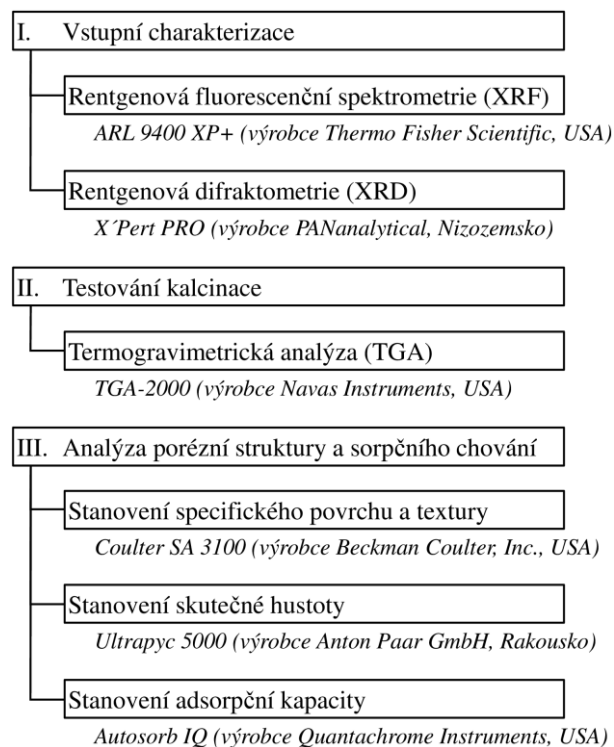 I. Vstupní charakterizace
Rentgenová fluorescenční spektrometrie (XRF)
ARL 9400 XP+ (výrobce Thermo Fisher Scientific, USA)
Rentgenová difraktometrie (XRD)
X´Pert PRO (výrobce PANanalytical, Nizozemsko)
II. Testování kalcinace
Termogravimetrická analýza (TGA)
TGA-2000 (výrobce Navas Instruments, USA)
III. Analýza porézní struktury a sorpčního chování
Stanovení specifického povrchu a textury
Coulter SA 3100 (výrobce Beckman Coulter, Inc., USA)
Stanovení skutečné hustoty
Ultrapyc 5000 (výrobce Anton Paar GmbH, Rakousko)
Stanovení adsorpční kapacity
Autosorb IQ (výrobce Quantachrome Instruments, USA)